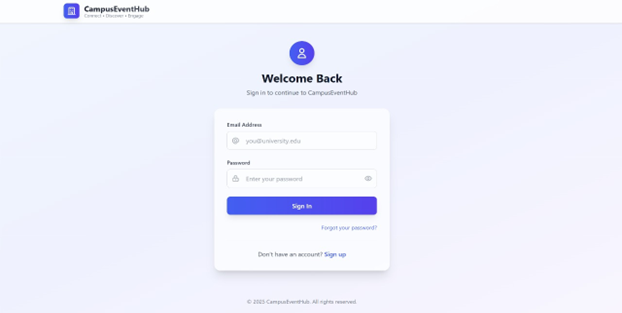 CampusEventHub
Connect • Discover • Engage
Welcome Back
Sign in to continue to CampusEventHub
Email Address
you@university.edu
Password
Enter your password
Sign In
Forgot your password?
Don't have an account? Sign up
© 2025 CampusEventHub. All rights reserved.